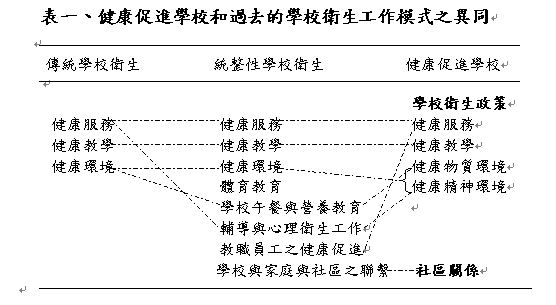 表一、健康促進學校和過去的學校衛生工作模式之異同
傳統學校衛生 統整性學校衛生 健康促進學校
學校衛生政策
健康服務 健康服務 健康服務
健康教學 健康教學 健康教學
健康環境 健康環境 健康物質環境
體育教育 健康精神環境
學校午餐與營養教育
輔導與心理衛生工作
教職員工之健康促進
學校與家庭與社區之聯繫 社區關係